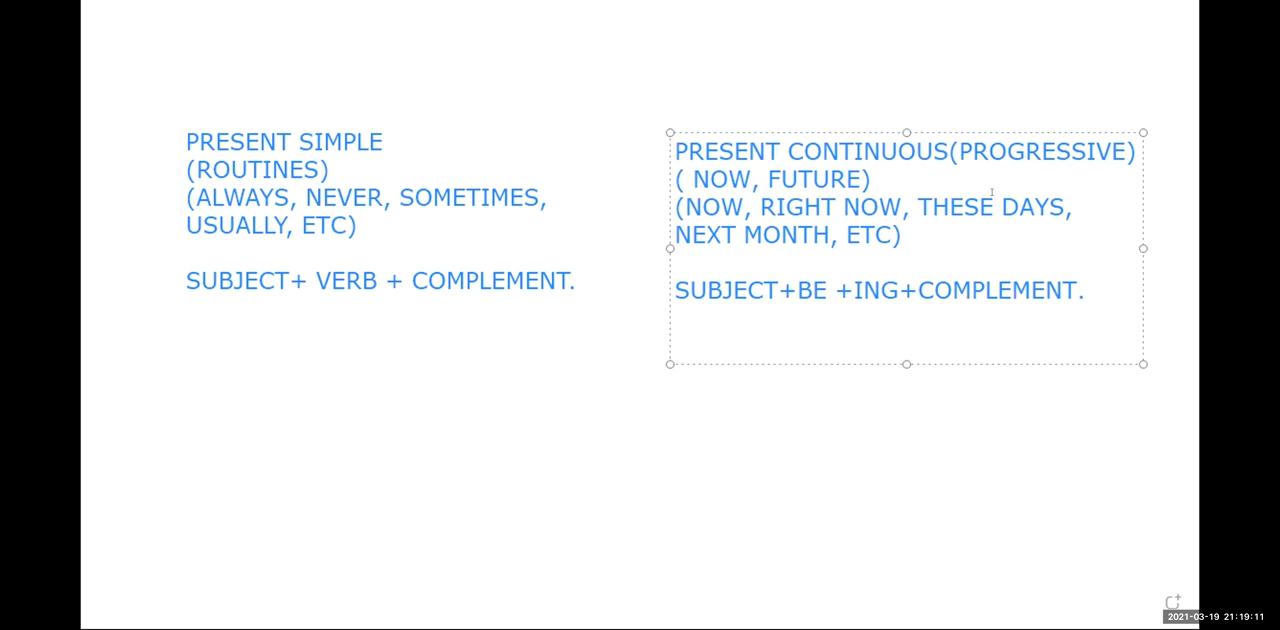 PRESENT SIMPLE
(ROUTINES)
(ALWAYS, NEVER, SOMETIMES,
USUALLY, ETC)
SUBJECT+ VERB + COMPLEMENT.
PRESENT CONTINUOUS(PROGRESSIVE)
( NOW, FUTURE)
(NOW, RIGHT NOW, THESE DAYS,
NEXT MONTH, ETC)
SUBJECT+BE +ING+COMPLEMENT.
2021-03-19 21:19:11